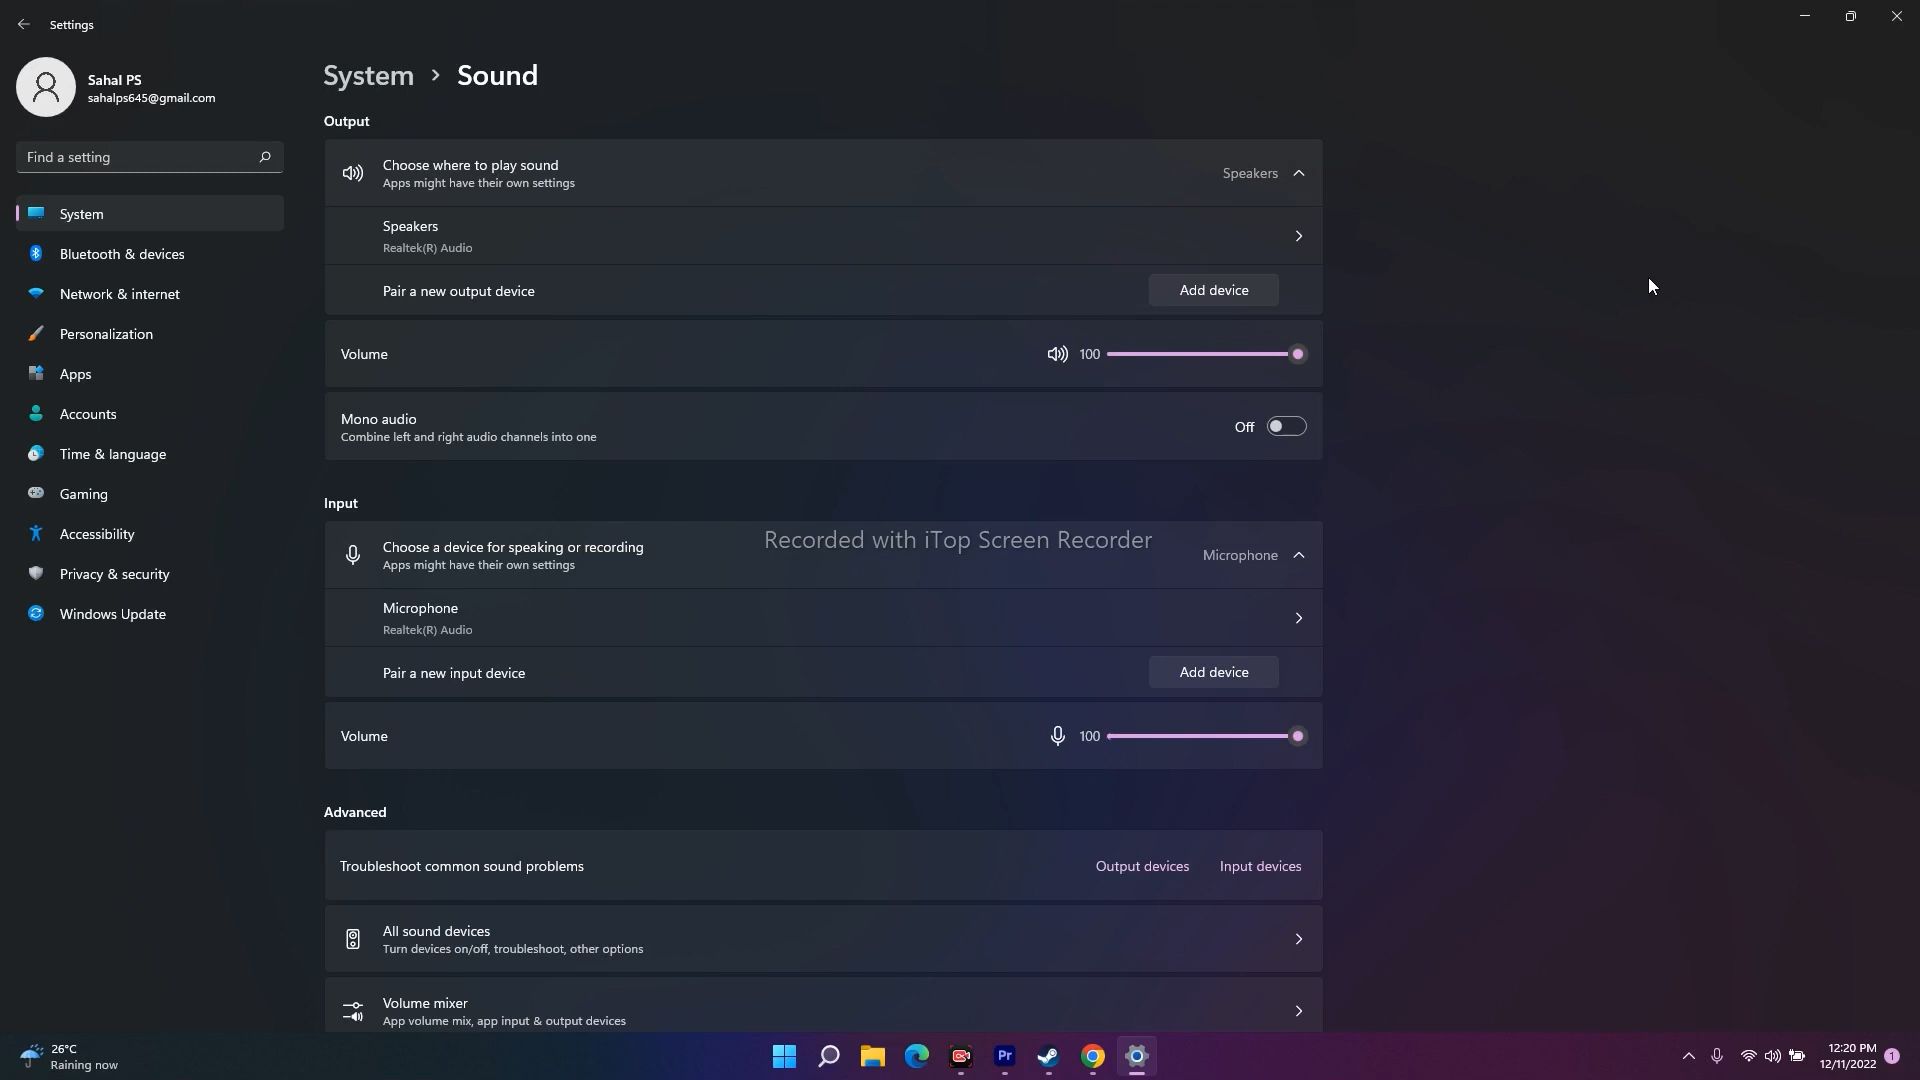 Settings
Sahal PS
sahalps645@gmail.com
Find a setting
System
Bluetooth & devices
Network & internet
Personalization
Apps
Accounts
Time & language
Gaming
Accessibility
Privacy & security
Windows Update
System > Sound
Output
Choose where to play sound
Apps might have their own settings
Speakers
Speakers
Realtek(R) Audio
Pair a new output device
Add device
Volume
100
Mono audio
Combine left and right audio channels into one
Off
Input
Choose a device for speaking or recording
Apps might have their own settings
Recorded with iTop Screen Recorder
Microphone
Microphone
Realtek(R) Audio
Pair a new input device
Add device
Volume
100
Advanced
Troubleshoot common sound problems
Output devices
Input devices
All sound devices
Turn devices on/off, troubleshoot, other options
Volume mixer
App volume mix, app input & output devices
26°C
Raining now
Pr
12:20 PM
12/11/2022
1